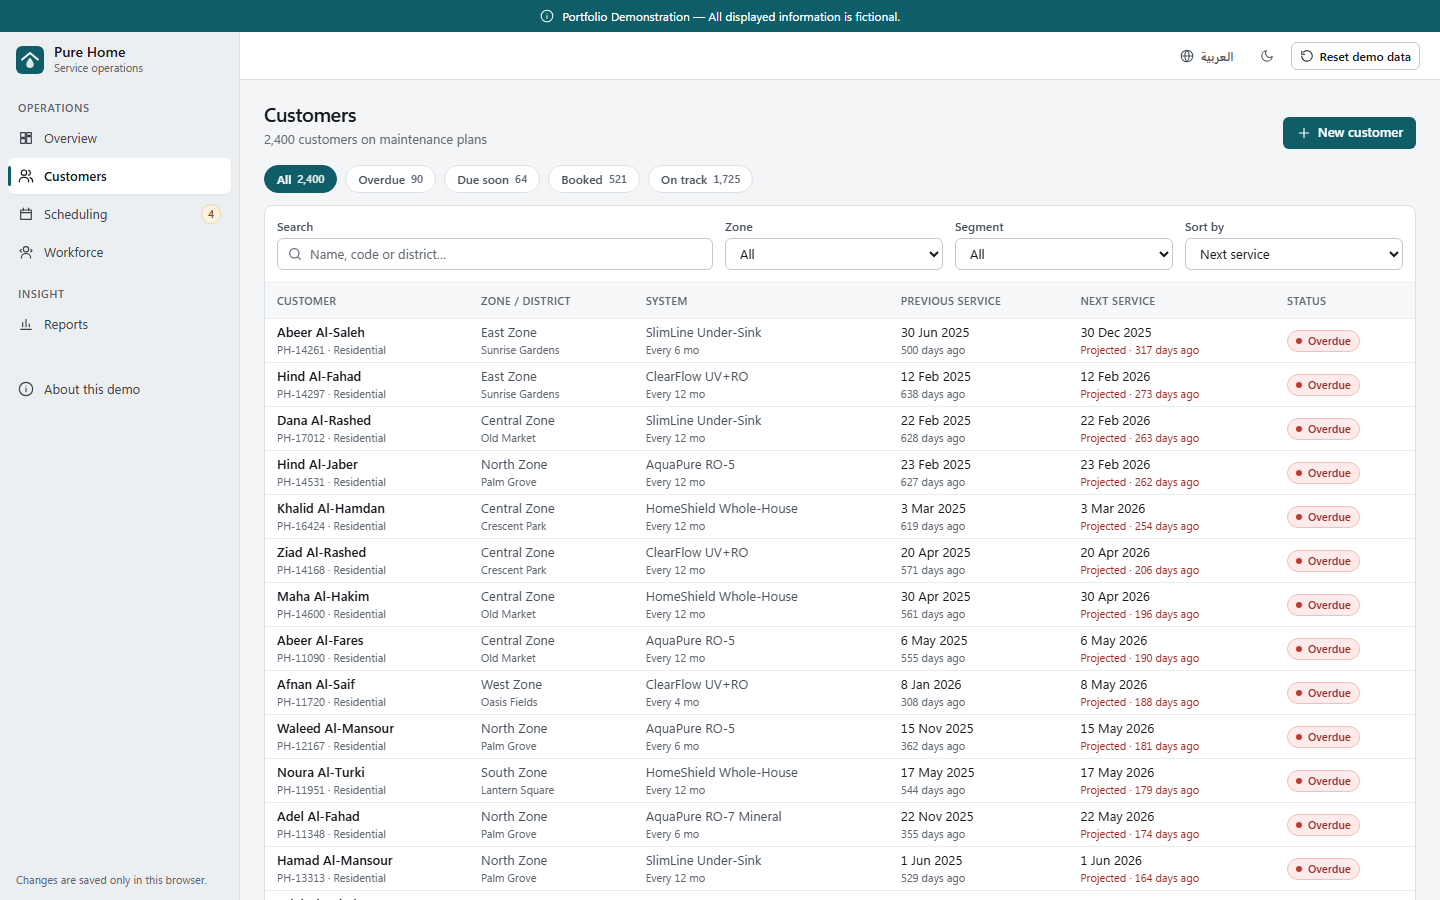 Portfolio Demonstration — All displayed information is fictional.
Pure Home
Service operations
العربية
Reset demo data
OPERATIONS
Overview
Customers
Scheduling 4
Workforce
INSIGHT
Reports
About this demo
Changes are saved only in this browser.
Customers
2,400 customers on maintenance plans
New customer
All 2,400 Overdue 90 Due soon 64 Booked 521 On track 1,725
Search Zone Segment Sort by
Name, code or district... All All Next service
CUSTOMER ZONE / DISTRICT SYSTEM PREVIOUS SERVICE NEXT SERVICE STATUS
Abeer Al-Saleh East Zone SlimLine Under-Sink 30 Jun 2025 30 Dec 2025 Overdue
PH-14261 · Residential Sunrise Gardens Every 6 mo 500 days ago Projected · 317 days ago
Hind Al-Fahad East Zone ClearFlow UV+RO 12 Feb 2025 12 Feb 2026 Overdue
PH-14297 · Residential Sunrise Gardens Every 12 mo 638 days ago Projected · 273 days ago
Dana Al-Rashed Central Zone SlimLine Under-Sink 22 Feb 2025 22 Feb 2026 Overdue
PH-17012 · Residential Old Market Every 12 mo 628 days ago Projected · 263 days ago
Hind Al-Jaber North Zone AquaPure RO-5 23 Feb 2025 23 Feb 2026 Overdue
PH-14531 · Residential Palm Grove Every 12 mo 627 days ago Projected · 262 days ago
Khalid Al-Hamdan Central Zone HomeShield Whole-House 3 Mar 2025 3 Mar 2026 Overdue
PH-16424 · Residential Crescent Park Every 12 mo 619 days ago Projected · 254 days ago
Ziad Al-Rashed Central Zone ClearFlow UV+RO 20 Apr 2025 20 Apr 2026 Overdue
PH-14168 · Residential Crescent Park Every 12 mo 571 days ago Projected · 206 days ago
Maha Al-Hakim Central Zone HomeShield Whole-House 30 Apr 2025 30 Apr 2026 Overdue
PH-14600 · Residential Old Market Every 12 mo 561 days ago Projected · 196 days ago
Abeer Al-Fares Central Zone AquaPure RO-5 6 May 2025 6 May 2026 Overdue
PH-11090 · Residential Old Market Every 12 mo 555 days ago Projected · 190 days ago
Afnan Al-Saif West Zone ClearFlow UV+RO 8 Jan 2026 8 May 2026 Overdue
PH-11720 · Residential Oasis Fields Every 4 mo 308 days ago Projected · 188 days ago
Waleed Al-Mansour North Zone AquaPure RO-5 15 Nov 2025 15 May 2026 Overdue
PH-12167 · Residential Palm Grove Every 6 mo 362 days ago Projected · 181 days ago
Noura Al-Turki South Zone HomeShield Whole-House 17 May 2025 17 May 2026 Overdue
PH-11951 · Residential Lantern Square Every 12 mo 544 days ago Projected · 179 days ago
Adel Al-Fahad North Zone AquaPure RO-7 Mineral 22 Nov 2025 22 May 2026 Overdue
PH-11348 · Residential Palm Grove Every 6 mo 355 days ago Projected · 174 days ago
Hamad Al-Mansour North Zone SlimLine Under-Sink 1 Jun 2025 1 Jun 2026 Overdue
PH-13313 · Residential Palm Grove Every 12 mo 529 days ago Projected · 164 days ago